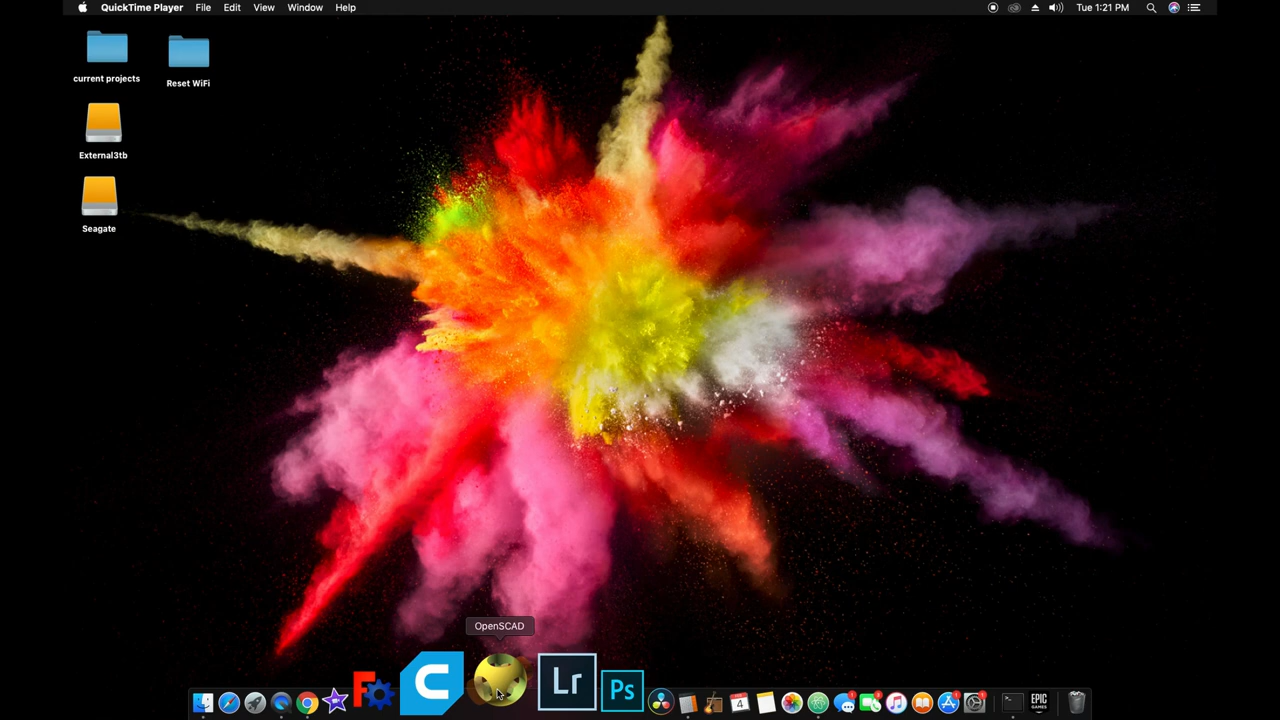 QuickTime Player File Edit View Window Help Tue 1:21 PM
current projects
Reset WiFi
External3tb
Seagate
OpenSCAD
Lr
Ps
4
EPIC
GAMES